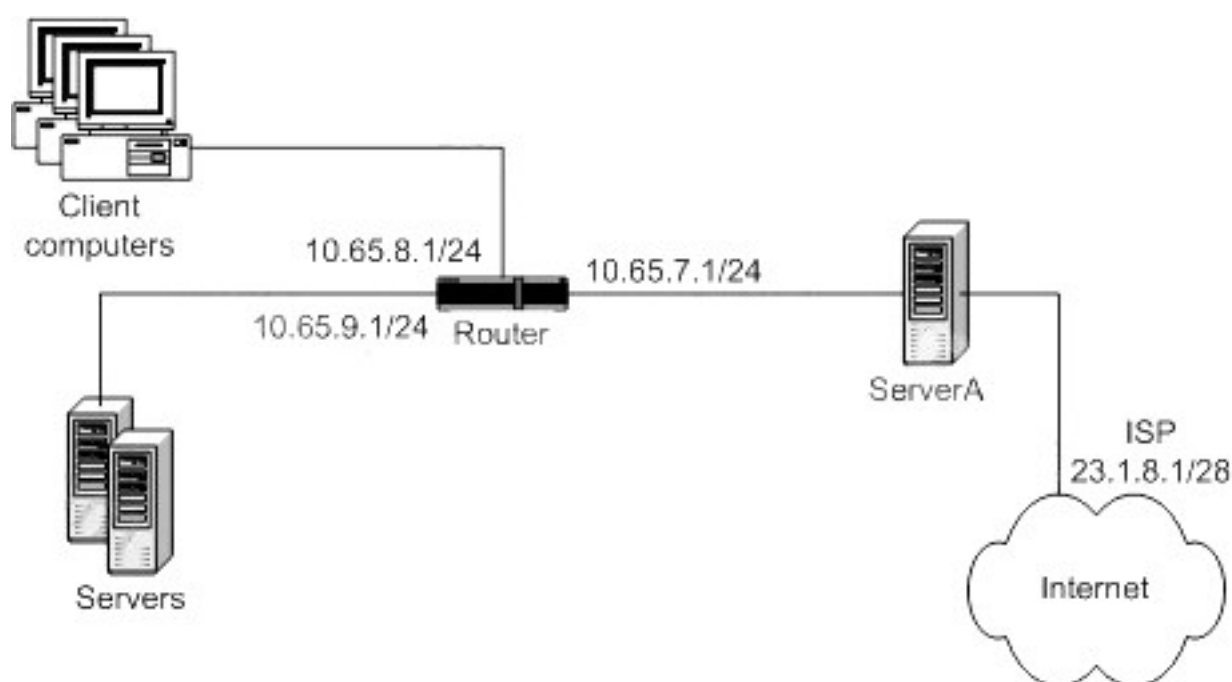 Client
computers
10.65.8.1/24
10.65.7.1/24
10.65.9.1/24
Router
ServerA
ISP
23.1.8.1/28
Servers
Internet